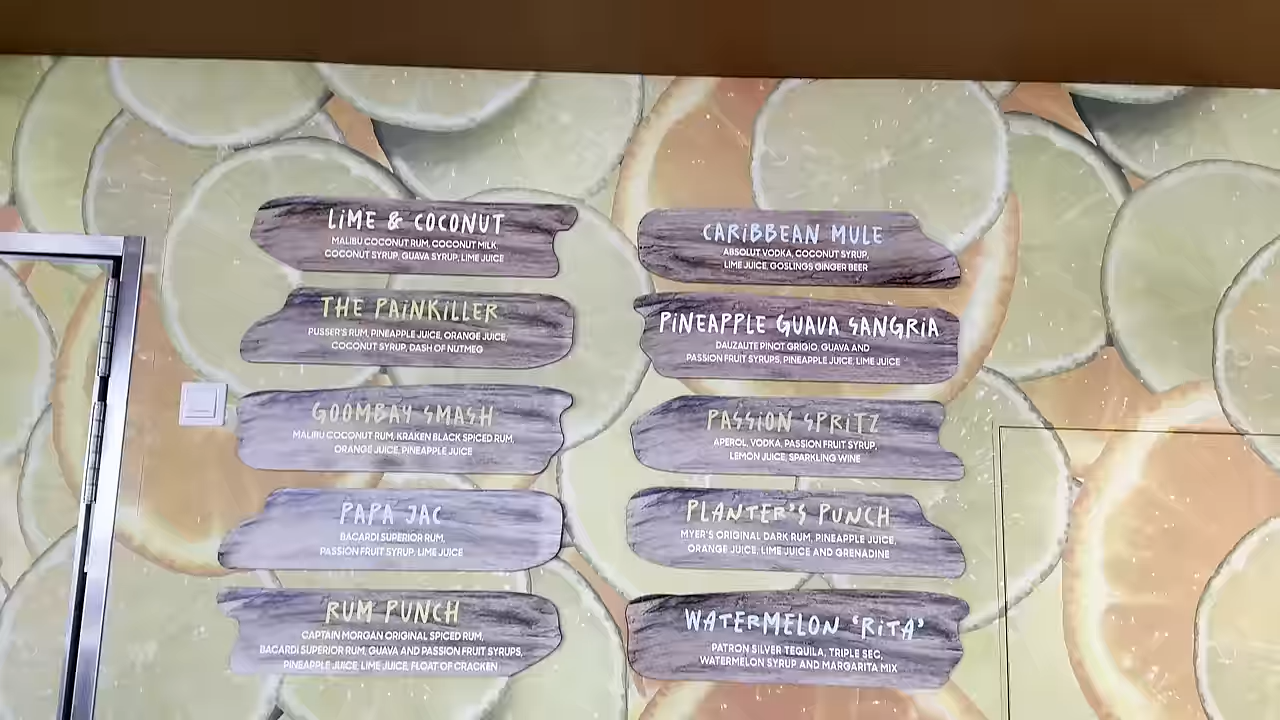 LiME & COCONUT
MALIBU COCONUT RUM, COCONUT MILK,
COCONUT SYRUP, GUAVA SYRUP, LIME JUICE
THE PAiNKiLLER
PUSSER'S RUM, PINEAPPLE JUICE, ORANGE JUICE,
COCONUT SYRUP, DASH OF NUTMEG
GOOMBAY SMASH
MALIBU COCONUT RUM, KRAKEN BLACK SPICED RUM,
ORANGE JUICE, PINEAPPLE JUICE
PAPA JAC
BACARDI SUPERIOR RUM,
PASSION FRUIT SYRUP, LIME JUICE
RUM PUNCH
CAPTAIN MORGAN ORIGINAL SPICED RUM,
BACARDI SUPERIOR RUM, GUAVA AND PASSION FRUIT SYRUPS,
PINEAPPLE JUICE, LIME JUICE, FLOAT OF CRACKEN
CARiBBEAN MULE
ABSOLUT VODKA, COCONUT SYRUP,
LIME JUICE, GOSLINGS GINGER BEER
PiNEAPPLE GUAVA SANGRiA
DAUZAUTE PINOT GRIGIO, GUAVA AND
PASSION FRUIT SYRUPS, PINEAPPLE JUICE, LIME JUICE
PASSiON SPRiTZ
APEROL, VODKA, PASSION FRUIT SYRUP,
LEMON JUICE, SPARKLING WINE
PLANTER'S PUNCH
MYER'S ORIGINAL DARK RUM, PINEAPPLE JUICE,
ORANGE JUICE, LIME JUICE AND GRENADINE
WATERMELON 'RiTA'
PATRON SILVER TEQUILA, TRIPLE SEC,
WATERMELON SYRUP AND MARGARITA MIX